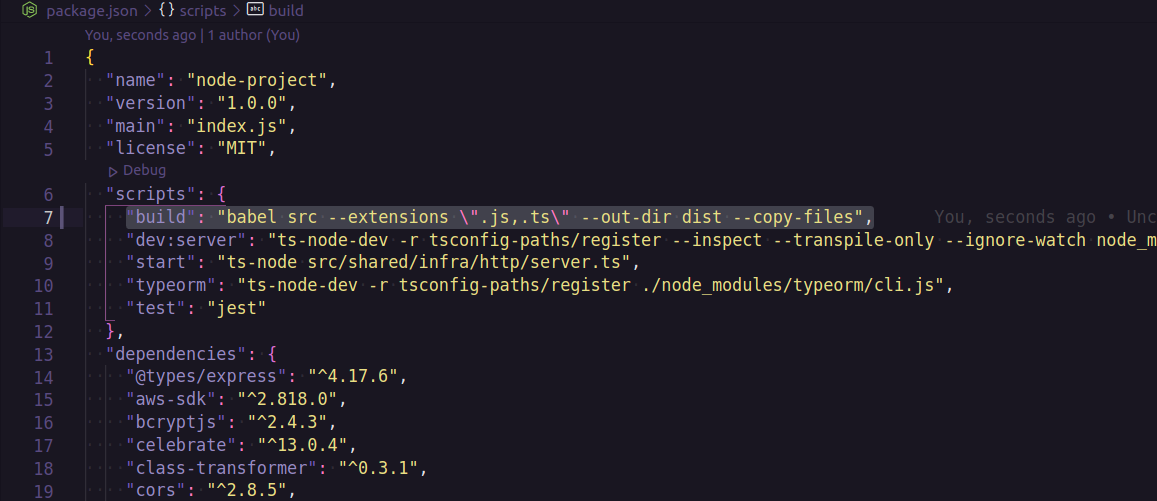 package.json > {} scripts > abc build
You, seconds ago | 1 author (You)
1 {
2 "name": "node-project",
3 "version": "1.0.0",
4 "main": "index.js",
5 "license": "MIT",
Debug
6 "scripts": {
7 "build": "babel src --extensions \".js,.ts\" --out-dir dist --copy-files", You, seconds ago • Unc
8 "dev:server": "ts-node-dev -r tsconfig-paths/register --inspect --transpile-only --ignore-watch node_m
9 "start": "ts-node src/shared/infra/http/server.ts",
10 "typeorm": "ts-node-dev -r tsconfig-paths/register ./node_modules/typeorm/cli.js",
11 "test": "jest"
12 },
13 "dependencies": {
14 "@types/express": "^4.17.6",
15 "aws-sdk": "^2.818.0",
16 "bcryptjs": "^2.4.3",
17 "celebrate": "^13.0.4",
18 "class-transformer": "^0.3.1",
19 "cors": "^2.8.5",